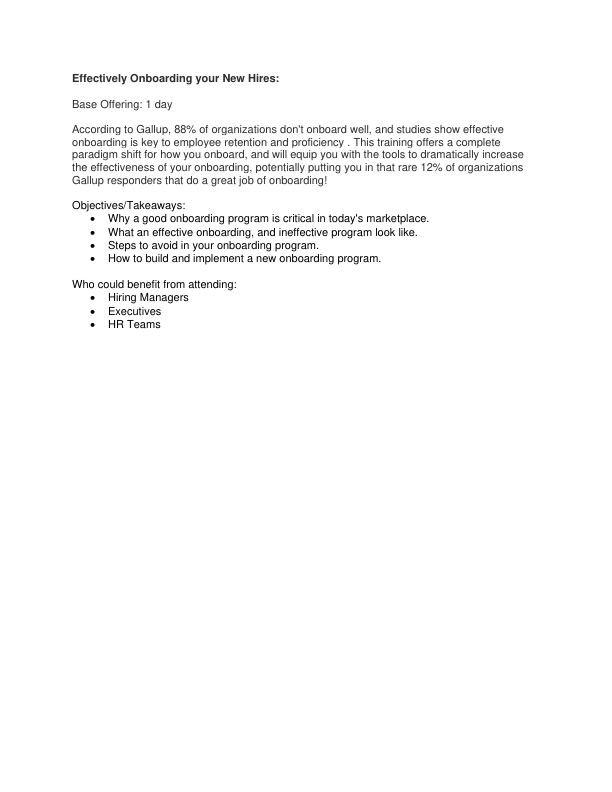 Effectively Onboarding your New Hires:
Base Offering: 1 day
According to Gallup, 88% of organizations don't onboard well, and studies show effective
onboarding is key to employee retention and proficiency . This training offers a complete
paradigm shift for how you onboard, and will equip you with the tools to dramatically increase
the effectiveness of your onboarding, potentially putting you in that rare 12% of organizations
Gallup responders that do a great job of onboarding!
Objectives/Takeaways:
• Why a good onboarding program is critical in today's marketplace.
• What an effective onboarding, and ineffective program look like.
• Steps to avoid in your onboarding program.
• How to build and implement a new onboarding program.
Who could benefit from attending:
• Hiring Managers
• Executives
• HR Teams